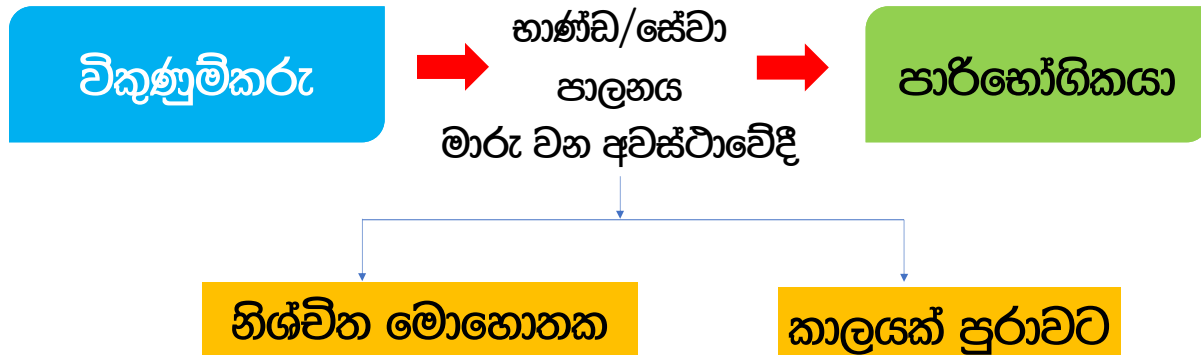 විකුණුම්කරු
භාණ්ඩ/සේවා
පාලනය
මාරු වන අවස්ථාවේදී
පාරිභෝගිකයා
නිශ්චිත මොහොතක
කාලයක් පුරාවට